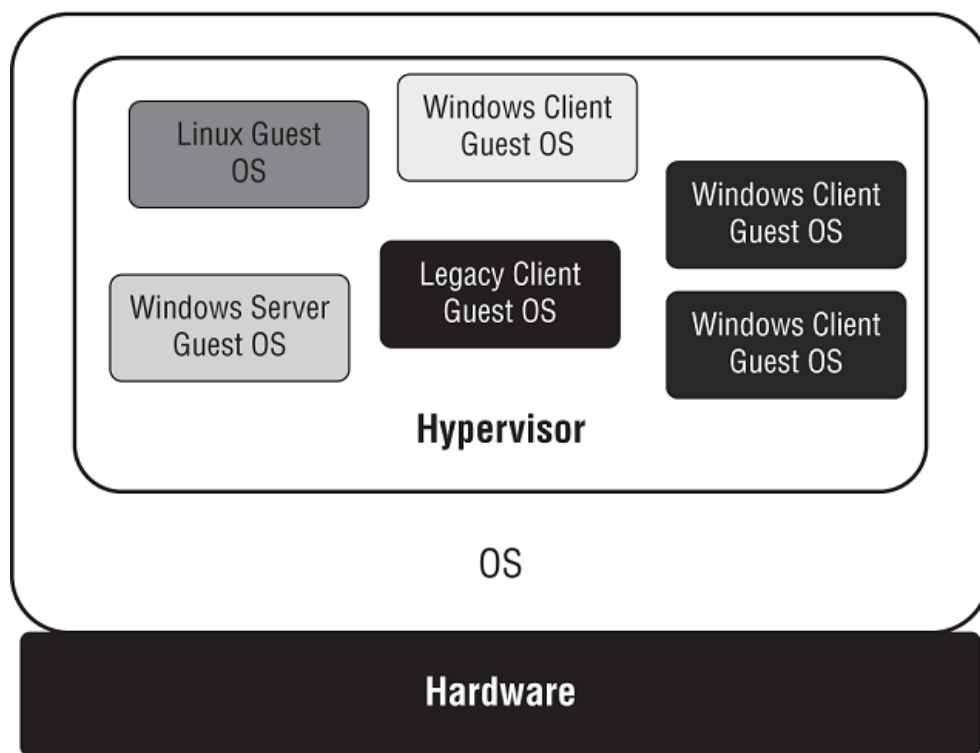 Linux Guest
OS
Windows Client
Guest OS
Windows Client
Guest OS
Windows Server
Guest OS
Legacy Client
Guest OS
Windows Client
Guest OS
Hypervisor
OS
Hardware